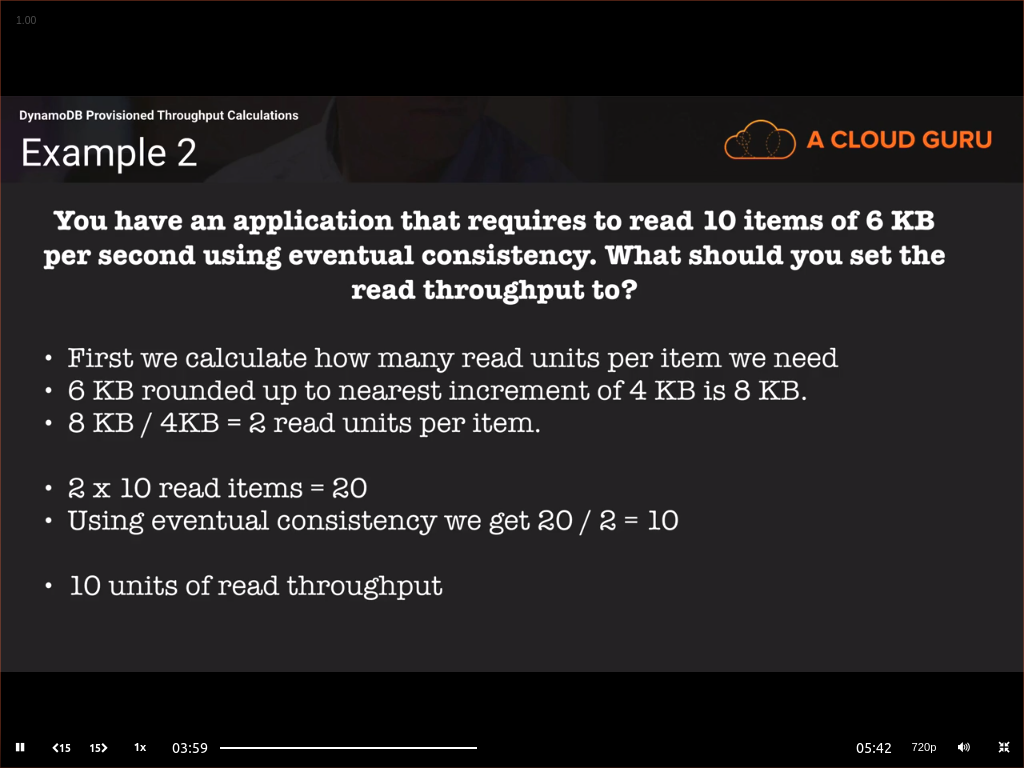 1.00
DynamoDB Provisioned Throughput Calculations
Example 2
A CLOUD GURU
You have an application that requires to read 10 items of 6 KB
per second using eventual consistency. What should you set the
read throughput to?
• First we calculate how many read units per item we need
• 6 KB rounded up to nearest increment of 4 KB is 8 KB.
• 8 KB / 4KB = 2 read units per item.
• 2 x 10 read items = 20
• Using eventual consistency we get 20 / 2 = 10
• 10 units of read throughput
15 15 1x 03:59 05:42 720p